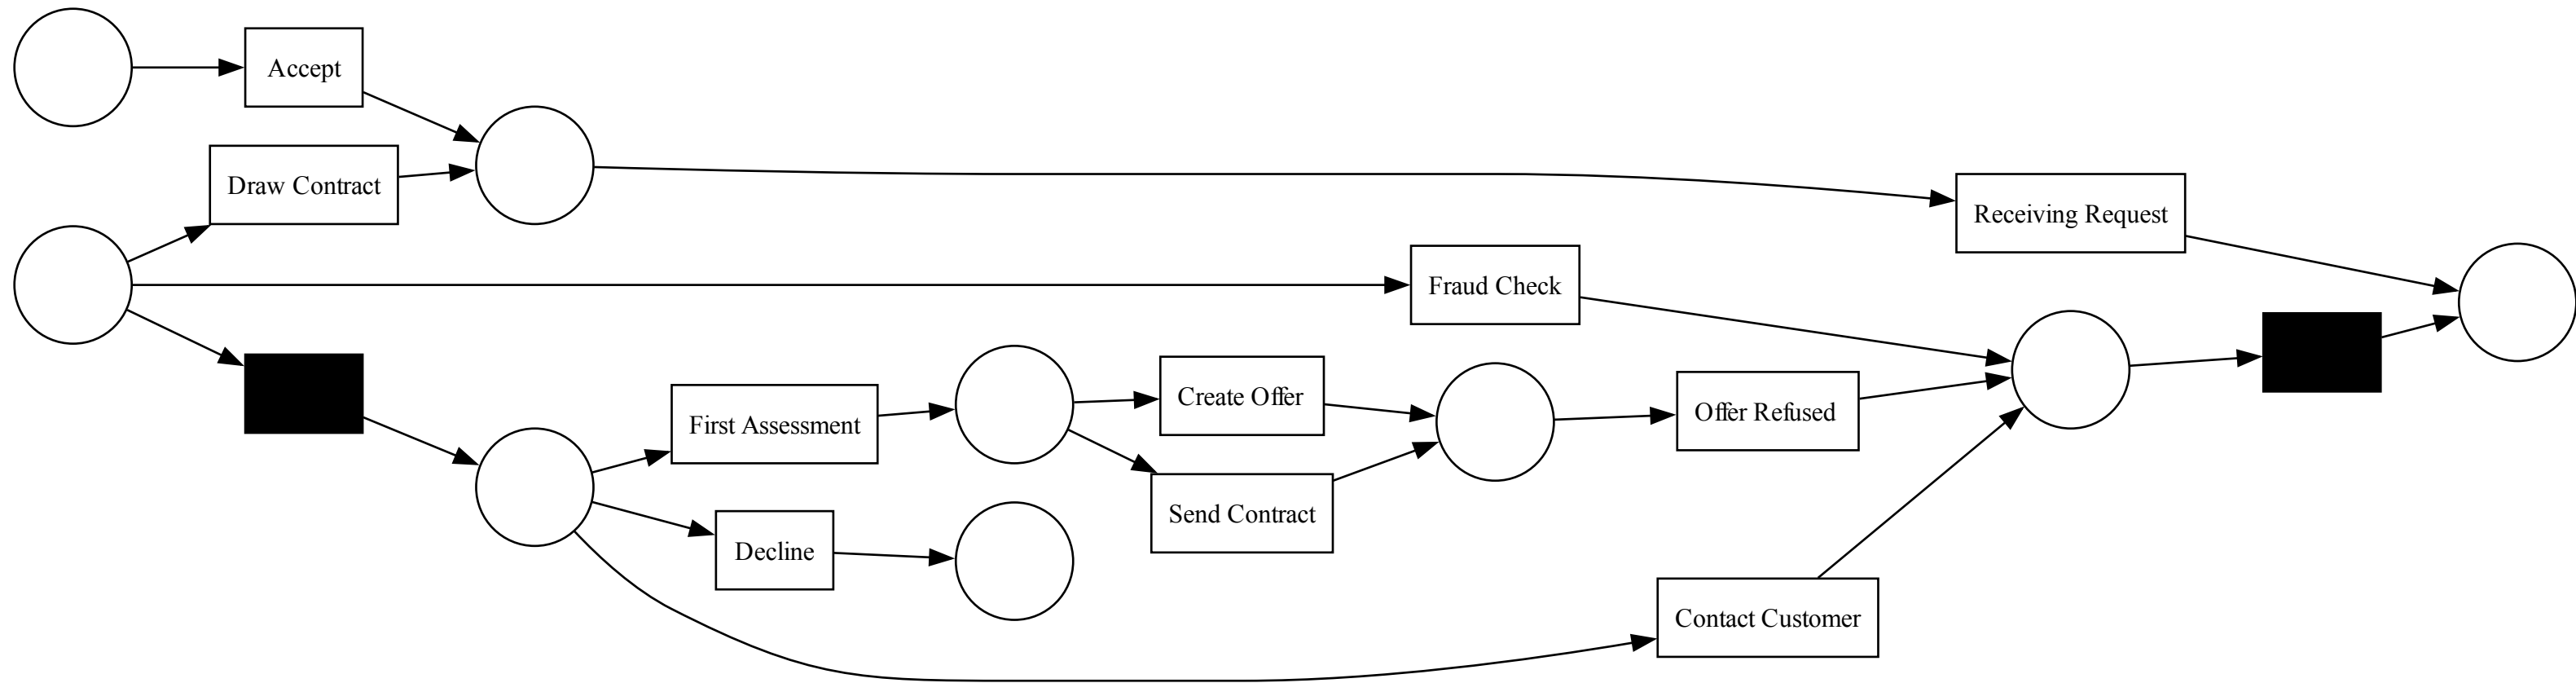 Accept
Draw Contract
Receiving Request
Fraud Check
Create Offer
Offer Refused
First Assessment
Send Contract
Decline
Contact Customer